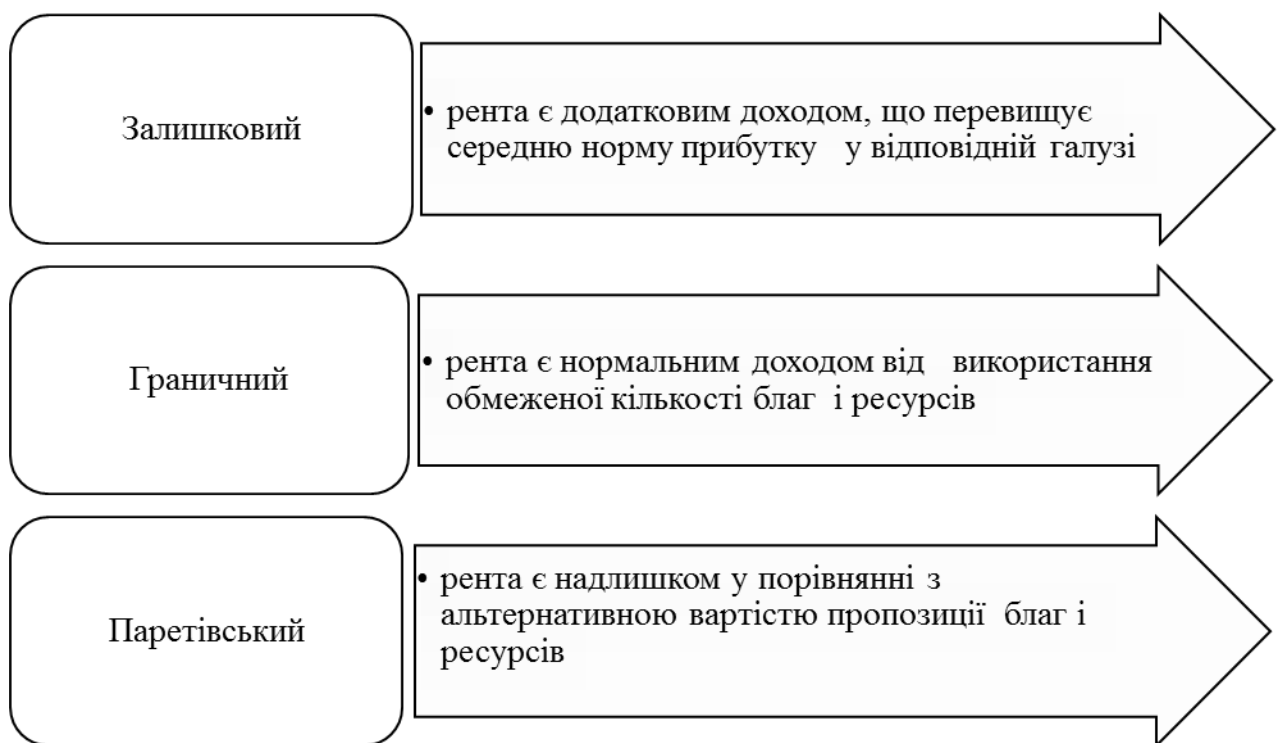 Залишковий
• рента є додатковим доходом, що перевищує
середню норму прибутку у відповідній галузі
Граничний
• рента є нормальним доходом від використання
обмеженої кількості благ і ресурсів
Паретівський
• рента є надлишком у порівнянні з
альтернативною вартістю пропозиції благ і
ресурсів